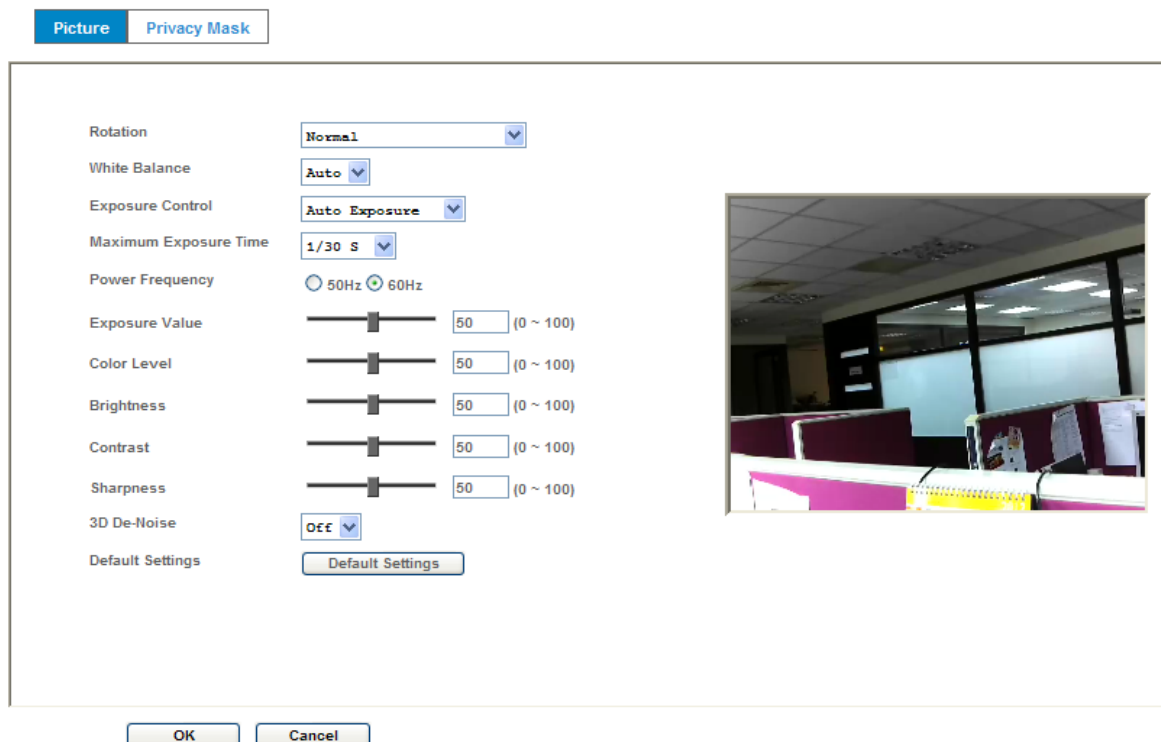 Picture Privacy Mask
Rotation Normal
White Balance Auto
Exposure Control Auto Exposure
Maximum Exposure Time 1/30 S
Power Frequency 50Hz 60Hz
Exposure Value 50 (0 ~ 100)
Color Level 50 (0 ~ 100)
Brightness 50 (0 ~ 100)
Contrast 50 (0 ~ 100)
Sharpness 50 (0 ~ 100)
3D De-Noise Off
Default Settings Default Settings
OK Cancel